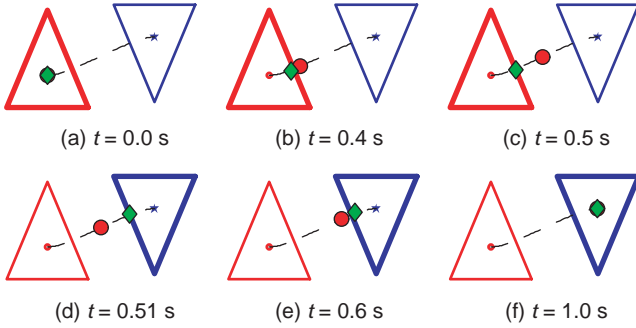 (a) t = 0.0 s
(b) t = 0.4 s
(c) t = 0.5 s
(d) t = 0.51 s
(e) t = 0.6 s
(f) t = 1.0 s